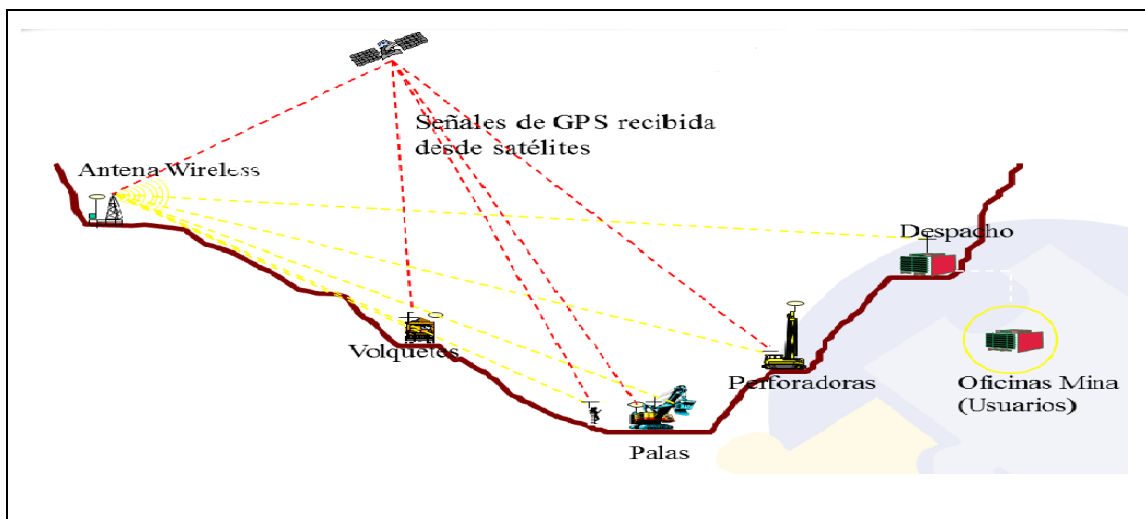 Señales de GPS recibida
desde satélites
Antena Wireless
Despacho
Volquetes
Perforadoras
Oficinas Mina
(Usuarios)
Palas